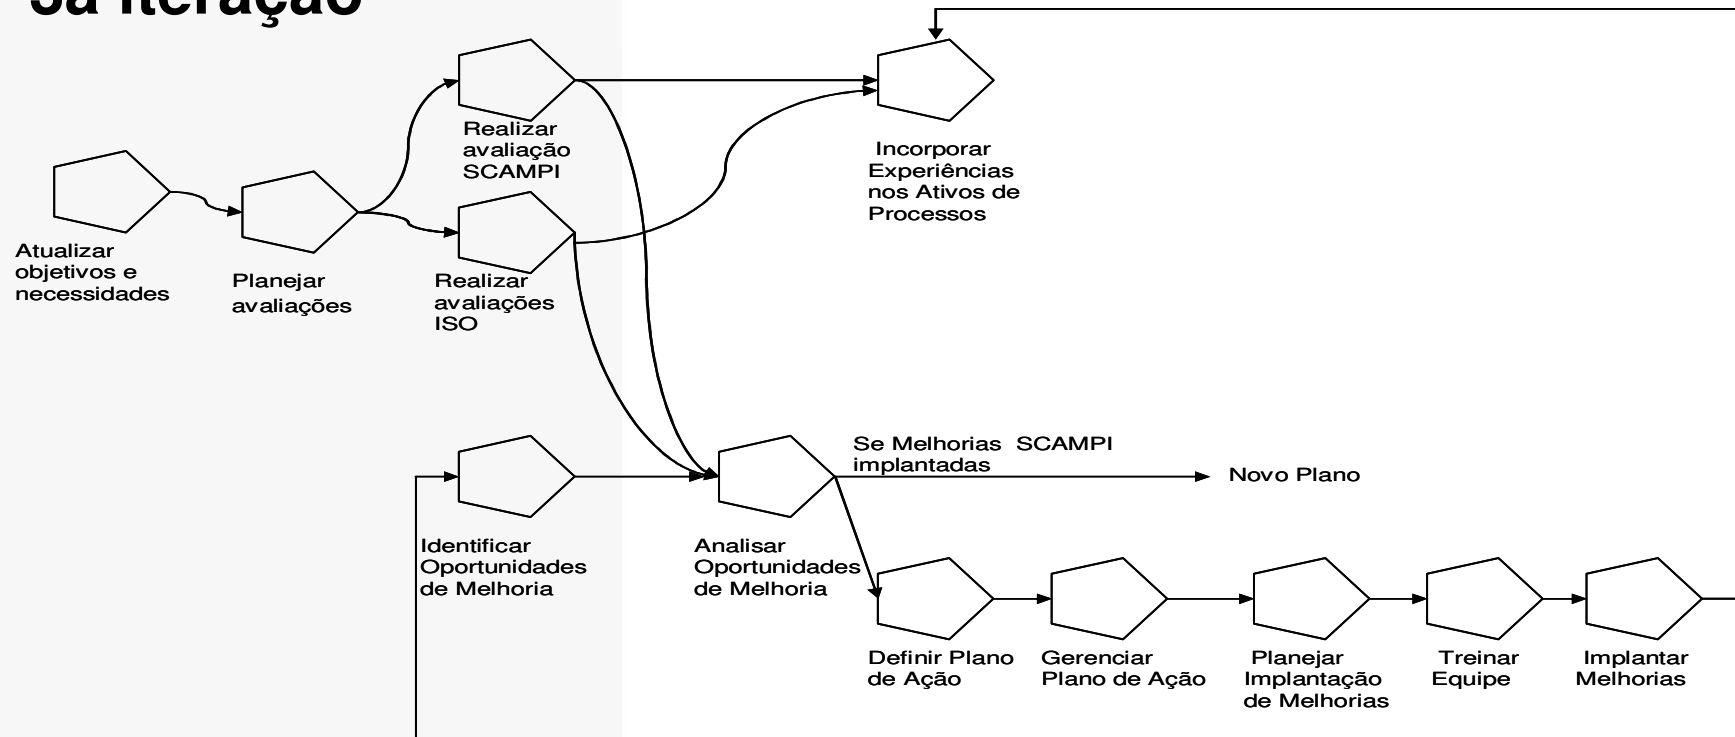 3a Iteração
Realizar
avaliação
SCAMPI
Incorporar
Experiências
nos Ativos de
Processos
Atualizar
objetivos e
necessidades
Planejar
avaliações
Realizar
avaliações
ISO
Se Melhorias SCAMPI
implantadas
Novo Plano
Identificar
Oportunidades
de Melhoria
Analisar
Oportunidades
de Melhoria
Definir Plano
de Ação
Gerenciar
Plano de Ação
Planejar
Implantação
de Melhorias
Treinar
Equipe
Implantar
Melhorias